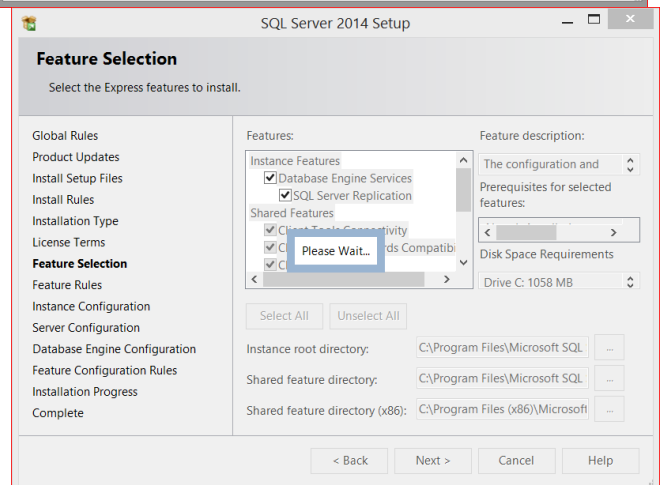 SQL Server 2014 Setup
Feature Selection
Select the Express features to install.
Global Rules
Product Updates
Install Setup Files
Install Rules
Installation Type
License Terms
Feature Selection
Feature Rules
Instance Configuration
Server Configuration
Database Engine Configuration
Feature Configuration Rules
Installation Progress
Complete
Features:
Instance Features
Database Engine Services
SQL Server Replication
Shared Features
Client Tools Connectivity
Please Wait...
Instance root directory:
C:\Program Files\Microsoft SQL
...
Shared feature directory:
C:\Program Files\Microsoft SQL
...
Shared feature directory (x86):
C:\Program Files (x86)\Microsoft
...
Select All
Unselect All
Feature description:
The configuration and
Prerequisites for selected
features:
Disk Space Requirements
Drive C: 1058 MB
< Back
Next >
Cancel
Help